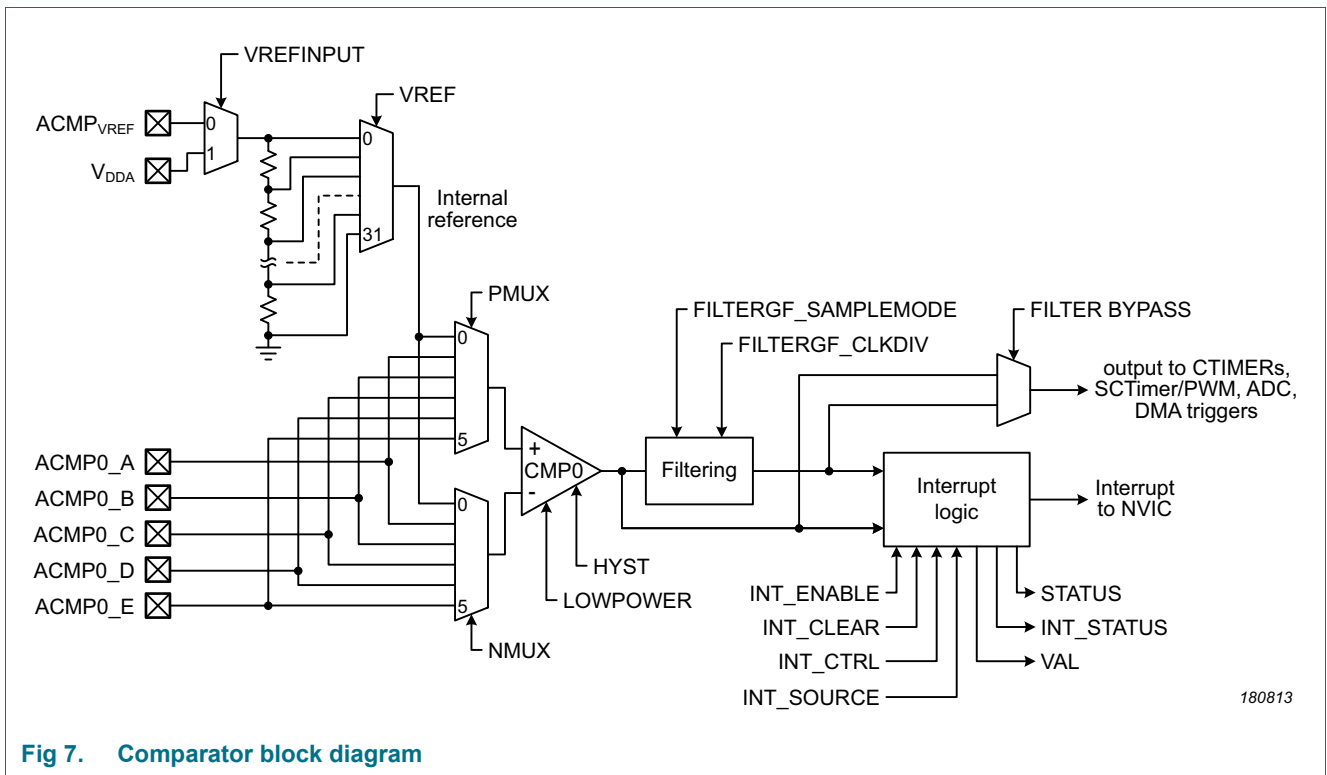 VREFINPUT
VREF
ACMPVREF
0
VDDA
1
0
Internal
reference
31
PMUX
0
FILTERGF_SAMPLEMODE
FILTER BYPASS
FILTERGF_CLKDIV
output to CTIMERs,
SCTimer/PWM, ADC,
DMA triggers
5
ACMP0_A
+
CMP0
-
Filtering
ACMP0_B
0
Interrupt
logic
Interrupt
to NVIC
ACMP0_C
ACMP0_D
HYST
ACMP0_E
5
LOWPOWER
INT_ENABLE
STATUS
INT_CLEAR
INT_STATUS
NMUX
INT_CTRL
VAL
INT_SOURCE
180813
Fig 7. Comparator block diagram